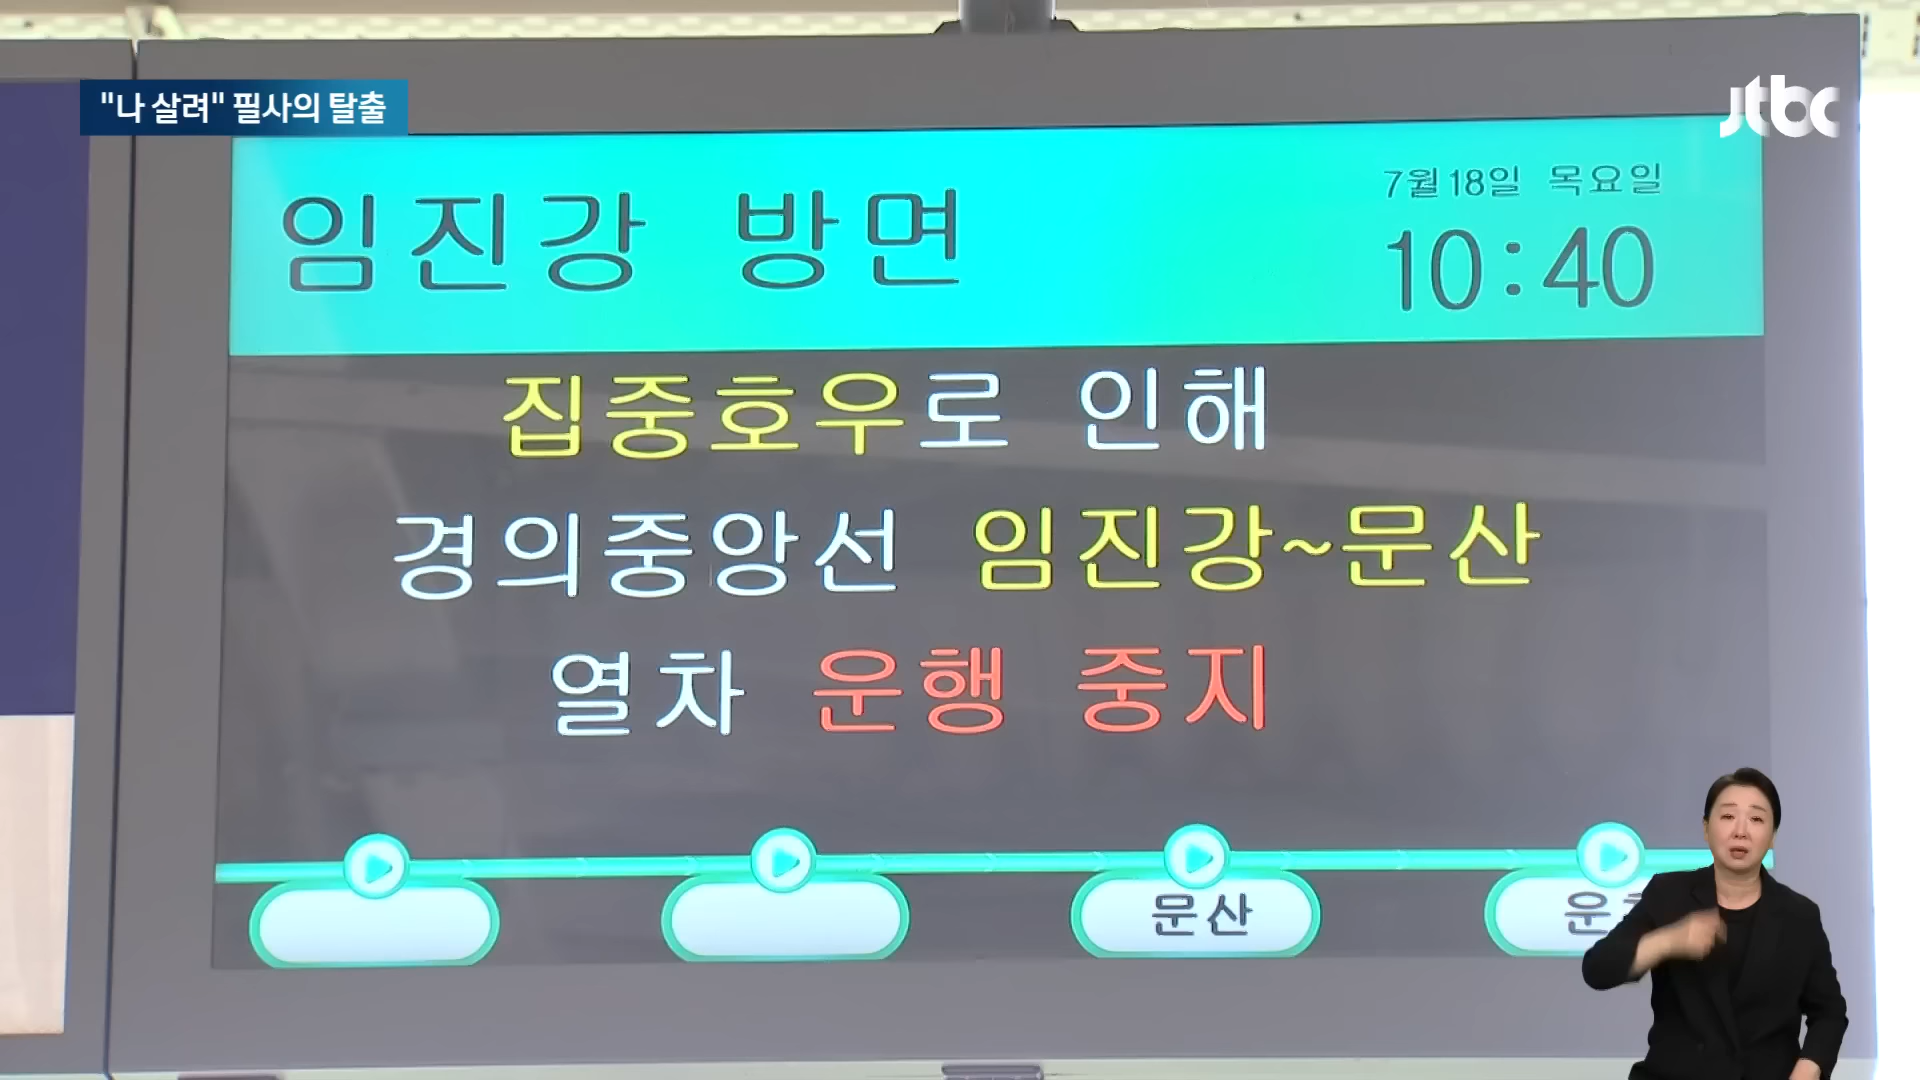 "나 살려" 필사의 탈출
jtbc
임진강 방면
7월18일 목요일
10:40
집중호우로 인해
경의중앙선 임진강~문산
열차 운행 중지
문산